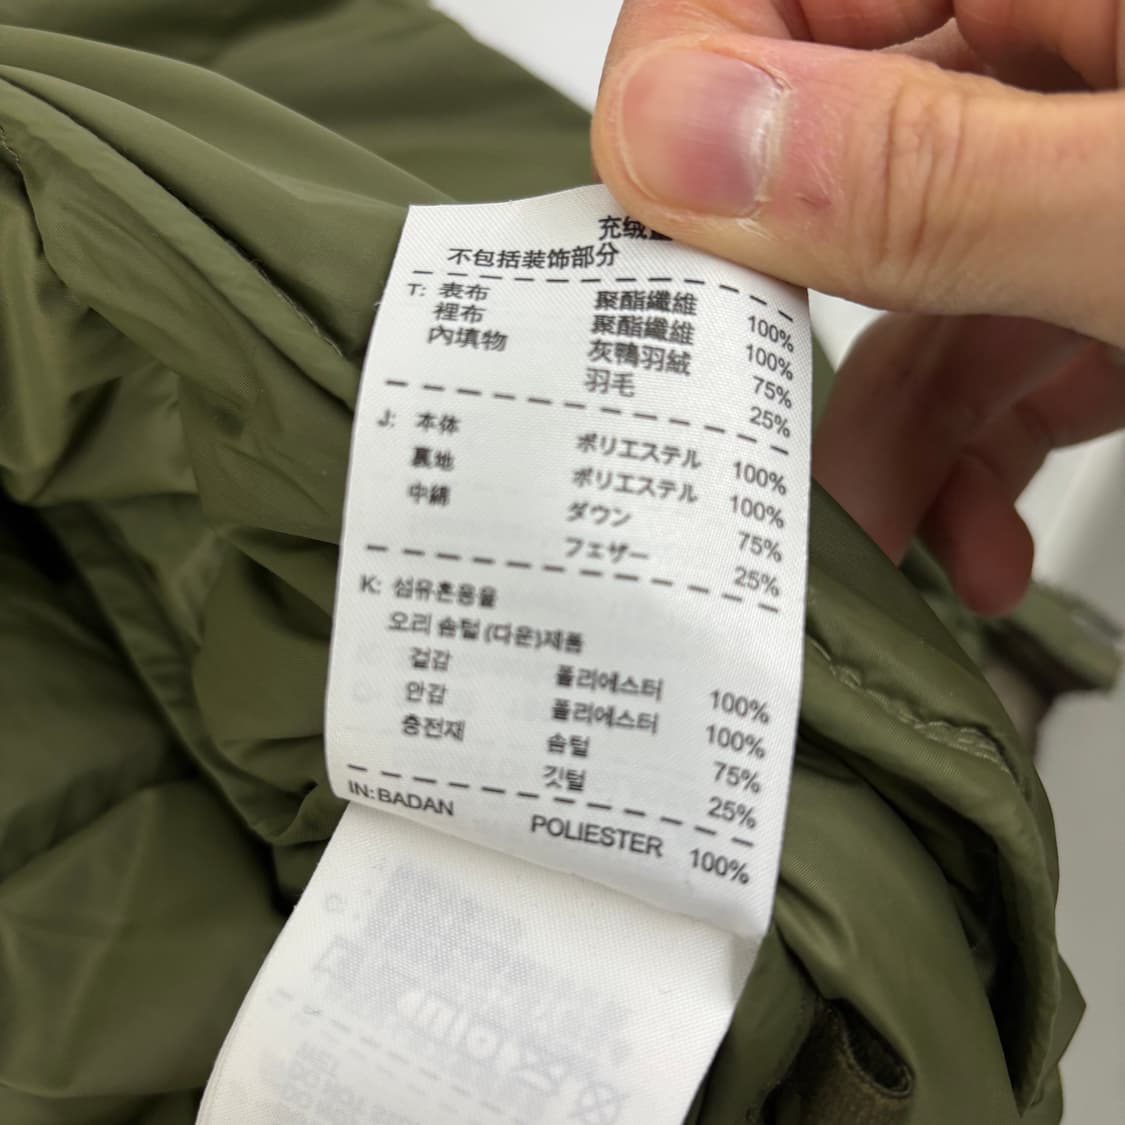 充绒
不包括装饰部分
T: 表布 聚酯纖維 100%
裡布 聚酯纖維 100%
內填物 灰鴨羽絨 75%
羽毛 25%
J: 本体 ポリエステル 100%
裏地 ポリエステル 100%
中綿 ダウン 75%
フェザー 25%
K: 섬유혼용율
오리 솜털 (다운)제품
겉감 폴리에스터 100%
안감 폴리에스터 100%
충전재 솜털 75%
깃털 25%
IN: BADAN POLIESTER 100%